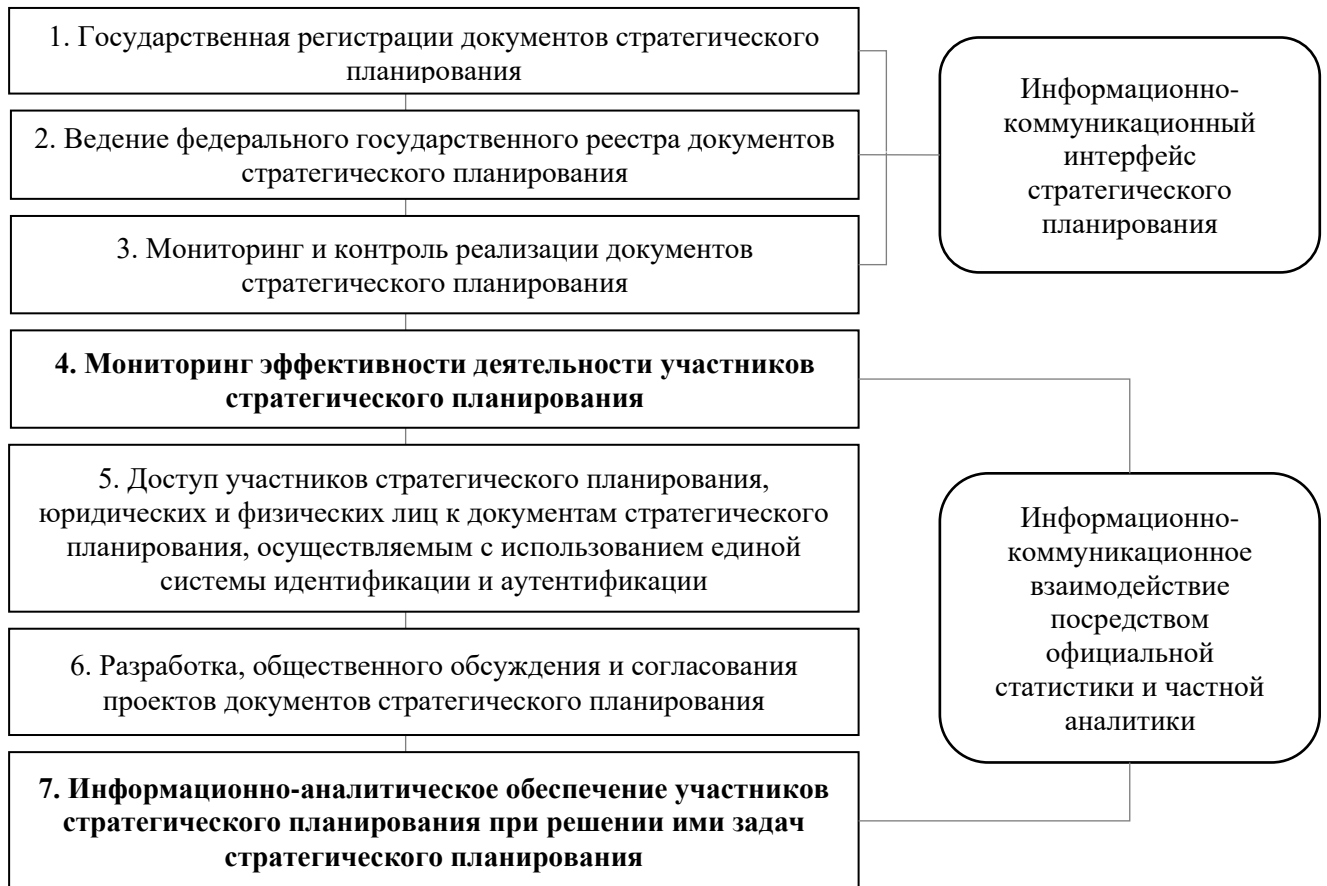 1. Государственная регистрации документов стратегического
планирования
2. Ведение федерального государственного реестра документов
стратегического планирования
3. Мониторинг и контроль реализации документов
стратегического планирования
4. Мониторинг эффективности деятельности участников
стратегического планирования
5. Доступ участников стратегического планирования,
юридических и физических лиц к документам стратегического
планирования, осуществляемым с использованием единой
системы идентификации и аутентификации
6. Разработка, общественного обсуждения и согласования
проектов документов стратегического планирования
7. Информационно-аналитическое обеспечение участников
стратегического планирования при решении ими задач
стратегического планирования
Информационно-
коммуникационный
интерфейс
стратегического
планирования
Информационно-
коммуникационное
взаимодействие
посредством
официальной
статистики и частной
аналитики